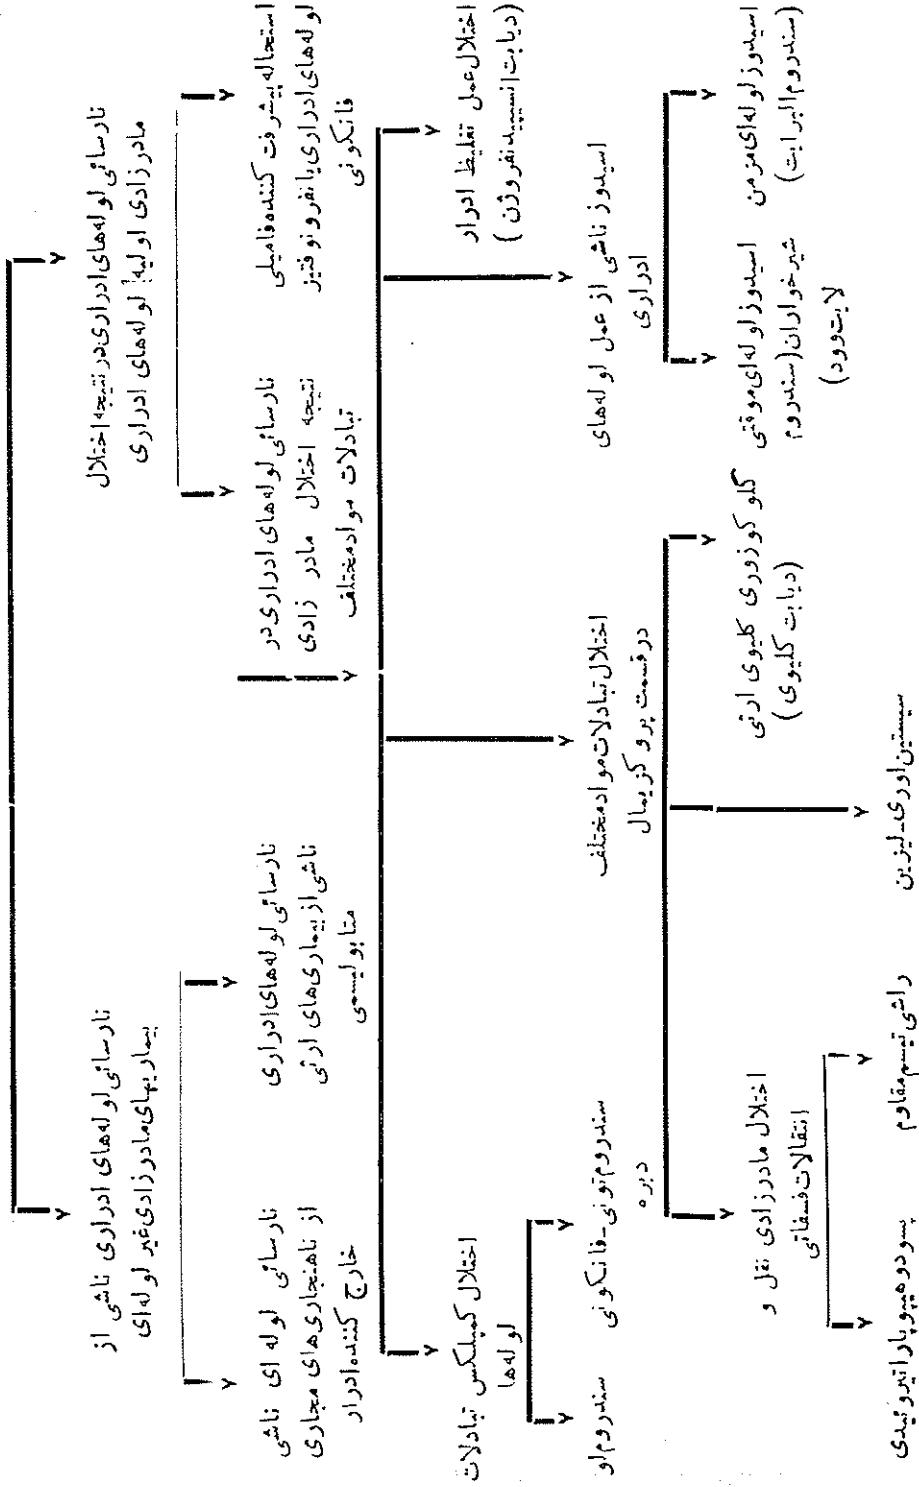 نارسائی لوله‌های ادراری در نتیجه اختلال
مادرزادی اولیه لوله‌های ادراری
نارسائی لوله‌های ادراری ناشی از
بیماریهای مادرزادی غیر لوله‌ای
استحاله پیشرفت کننده فامیلی
لوله‌های ادراری یا نفرونوفتیز
فانکونی
نارسائی لوله‌های ادراری در
نتیجه اختلال مادر زادی
تبادلات مواد مختلف
نارسائی لوله‌های ادراری
ناشی از بیماری‌های ارثی
متابولیسمی
نارسائی لوله ای ناشی
از ناهنجاری‌های مجاری
خارج کننده ادرار
اختلال عمل تغلیظ ادرار
(دیابت انسیپید نفروژن)
اسیدوز ناشی از عمل لوله‌های
ادراری
اختلال تبادلات مواد مختلف
در قسمت پروگزیمال
اختلال کمپلکس تبادلات
لوله‌ها
اسیدوز لوله‌ای مزمن
(سندروم البرایت)
اسیدوز لوله‌ای موقتی
شیرخواران (سندروم
لایت‌وود)
گلوکوزوری کلیوی ارثی
(دیابت کلیوی)
سیستین‌اوری-لیزین
اختلال مادرزادی نقل و
انتقالات فسفاتی
سندروم تونی-فانکونی
دبره
سندروم لو
راشی تیسم مقاوم
پسودوهیپوپاراتیروئیدی